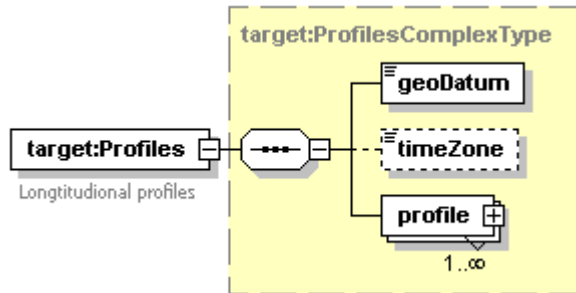 target:ProfilesComplexType
geoDatum
target:Profiles
timeZone
Longtitudional profiles
profile
1..∞